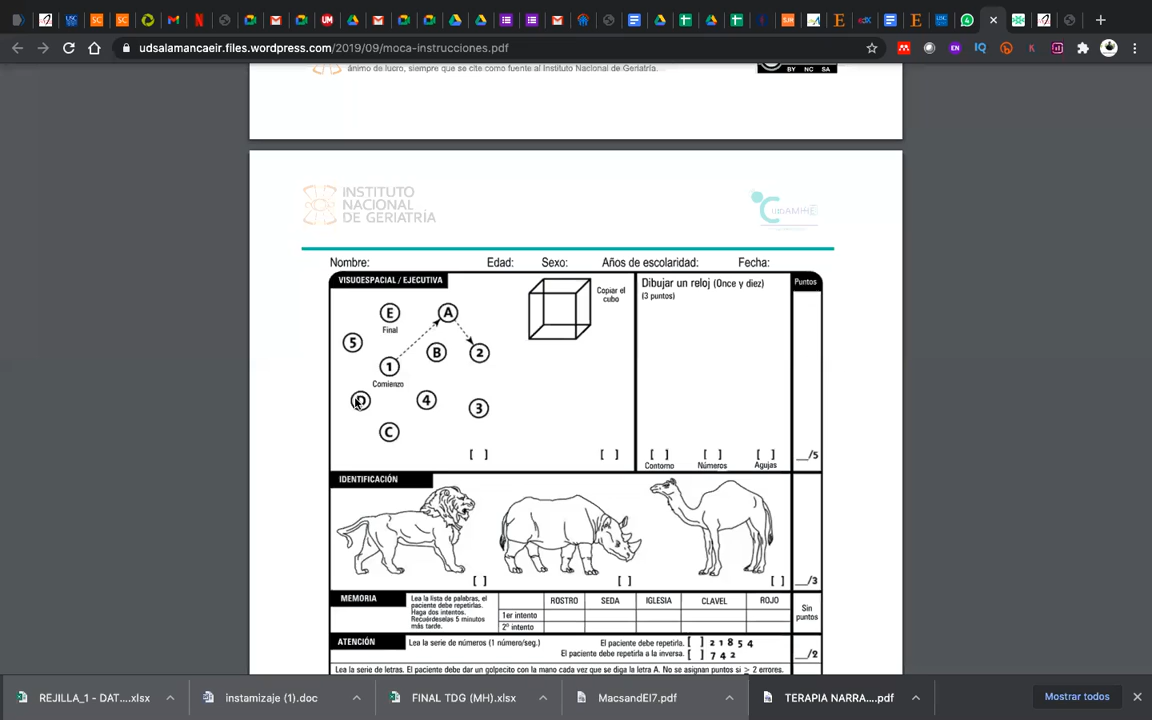 udsalamancaeir.files.wordpress.com/2019/09/moca-instrucciones.pdf
ánimo de lucro, siempre que se cite como fuente al Instituto Nacional de Geriatría.
BY NC SA
INSTITUTO
NACIONAL
DE GERIATRÍA
Nombre: Edad: Sexo: Años de escolaridad: Fecha:
VISUOESPACIAL / EJECUTIVA
Copiar el
cubo
Dibujar un reloj (Once y diez)
(3 puntos)
Puntos
E
Final
A
5
B
2
1
Comienzo
D
4
3
C
[ ] [ ] [ ] [ ] [ ]
Contorno Números Agujas
__/5
IDENTIFICACIÓN
[ ] [ ] [ ] __/3
MEMORIA
Lea la lista de palabras, el
paciente debe repetirlas.
Haga dos intentos.
Recuérdeselas 5 minutos
más tarde.
ROSTRO SEDA IGLESIA CLAVEL ROJO
1er intento
2º intento
Sin
puntos
ATENCIÓN Lea la serie de números (1 número/seg.) El paciente debe repetirla. [ ] 2 1 8 5 4
El paciente debe repetirla a la inversa. [ ] 7 4 2 __/2
Lea la serie de letras. El paciente debe dar un golpecito con la mano cada vez que se diga la letra A. No se asignan puntos si > 2 errores.
REJILLA_1 - DAT....xlsx
instamizaje (1).doc
FINAL TDG (MH).xlsx
MacsandEl7.pdf
TERAPIA NARRA....pdf
Mostrar todos